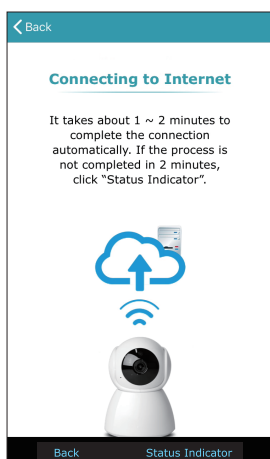 Back
Connecting to Internet
It takes about 1 ~ 2 minutes to
complete the connection
automatically. If the process is
not completed in 2 minutes,
click “Status Indicator”.
Back Status Indicator